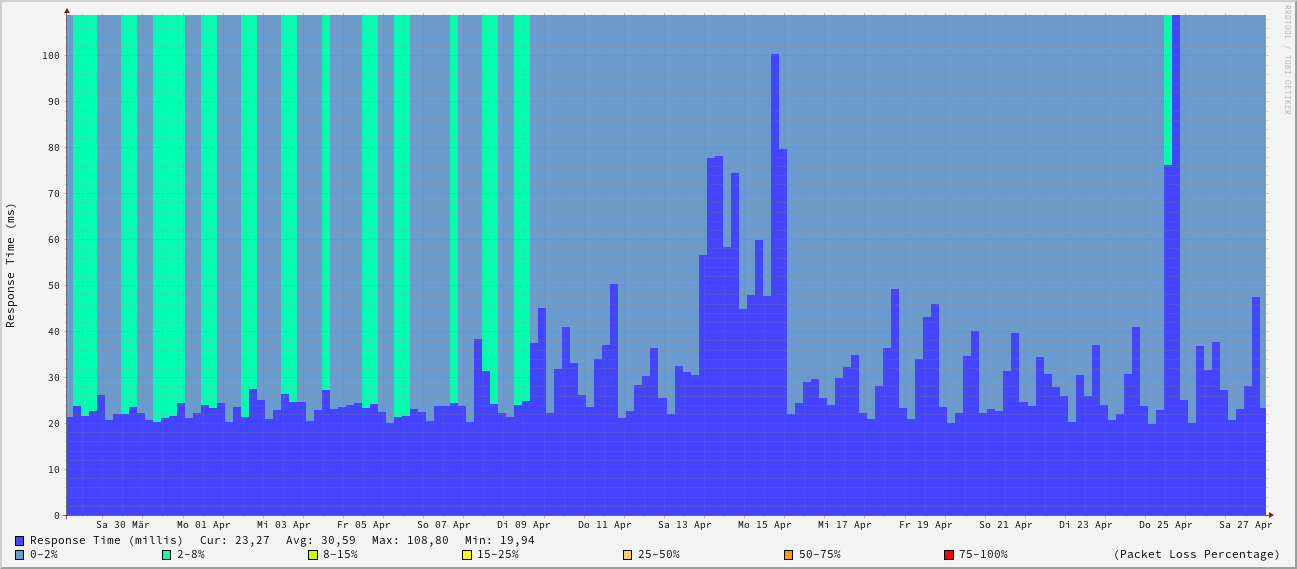 RRDTOOL / TOBI OETIKER
Response Time (ms)
100
90
80
70
60
50
40
30
20
10
0
Sa 30 Mär Mo 01 Apr Mi 03 Apr Fr 05 Apr So 07 Apr Di 09 Apr Do 11 Apr Sa 13 Apr Mo 15 Apr Mi 17 Apr Fr 19 Apr So 21 Apr Di 23 Apr Do 25 Apr Sa 27 Apr
Response Time (millis) Cur: 23,27 Avg: 30,59 Max: 108,80 Min: 19,94
0-2% 2-8% 8-15% 15-25% 25-50% 50-75% 75-100% (Packet Loss Percentage)